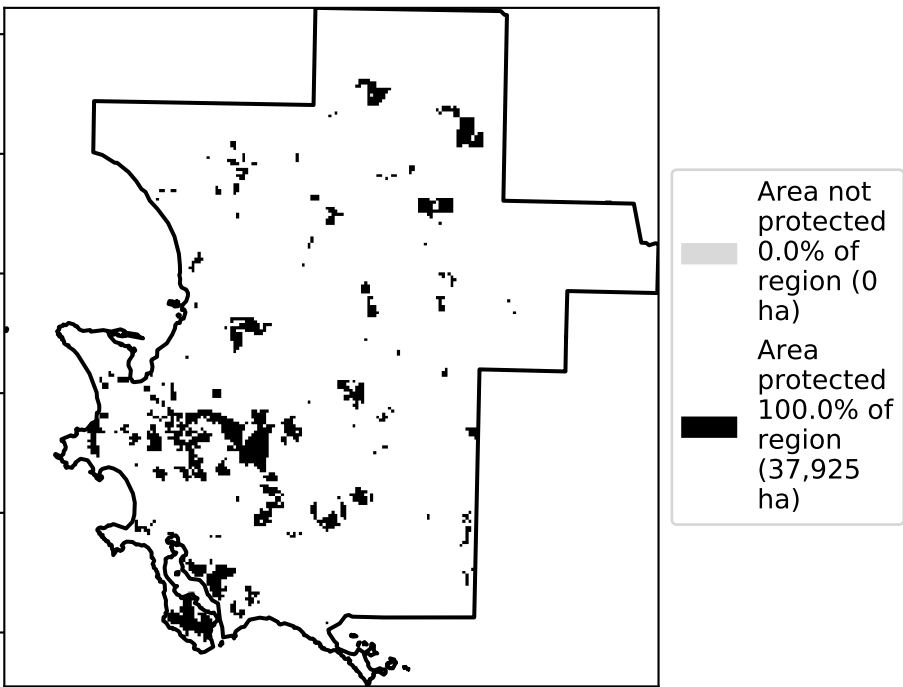 Area not
protected
0.0% of
region (0
ha)
Area
protected
100.0% of
region
(37,925
ha)